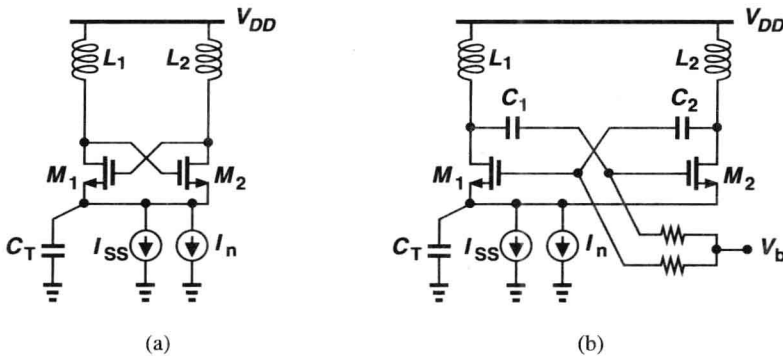 V_DD
L_1
L_2
M_1
M_2
C_T
I_SS
I_n
(a)
V_DD
L_1
L_2
C_1
C_2
M_1
M_2
C_T
I_SS
I_n
V_b
(b)